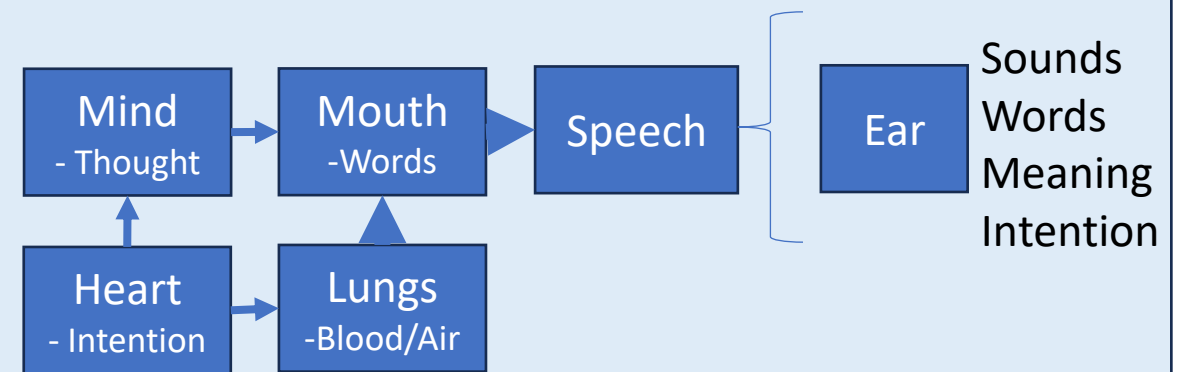 Mind
- Thought
Mouth
-Words
Speech
Ear
Sounds
Words
Meaning
Intention
Heart
- Intention
Lungs
-Blood/Air